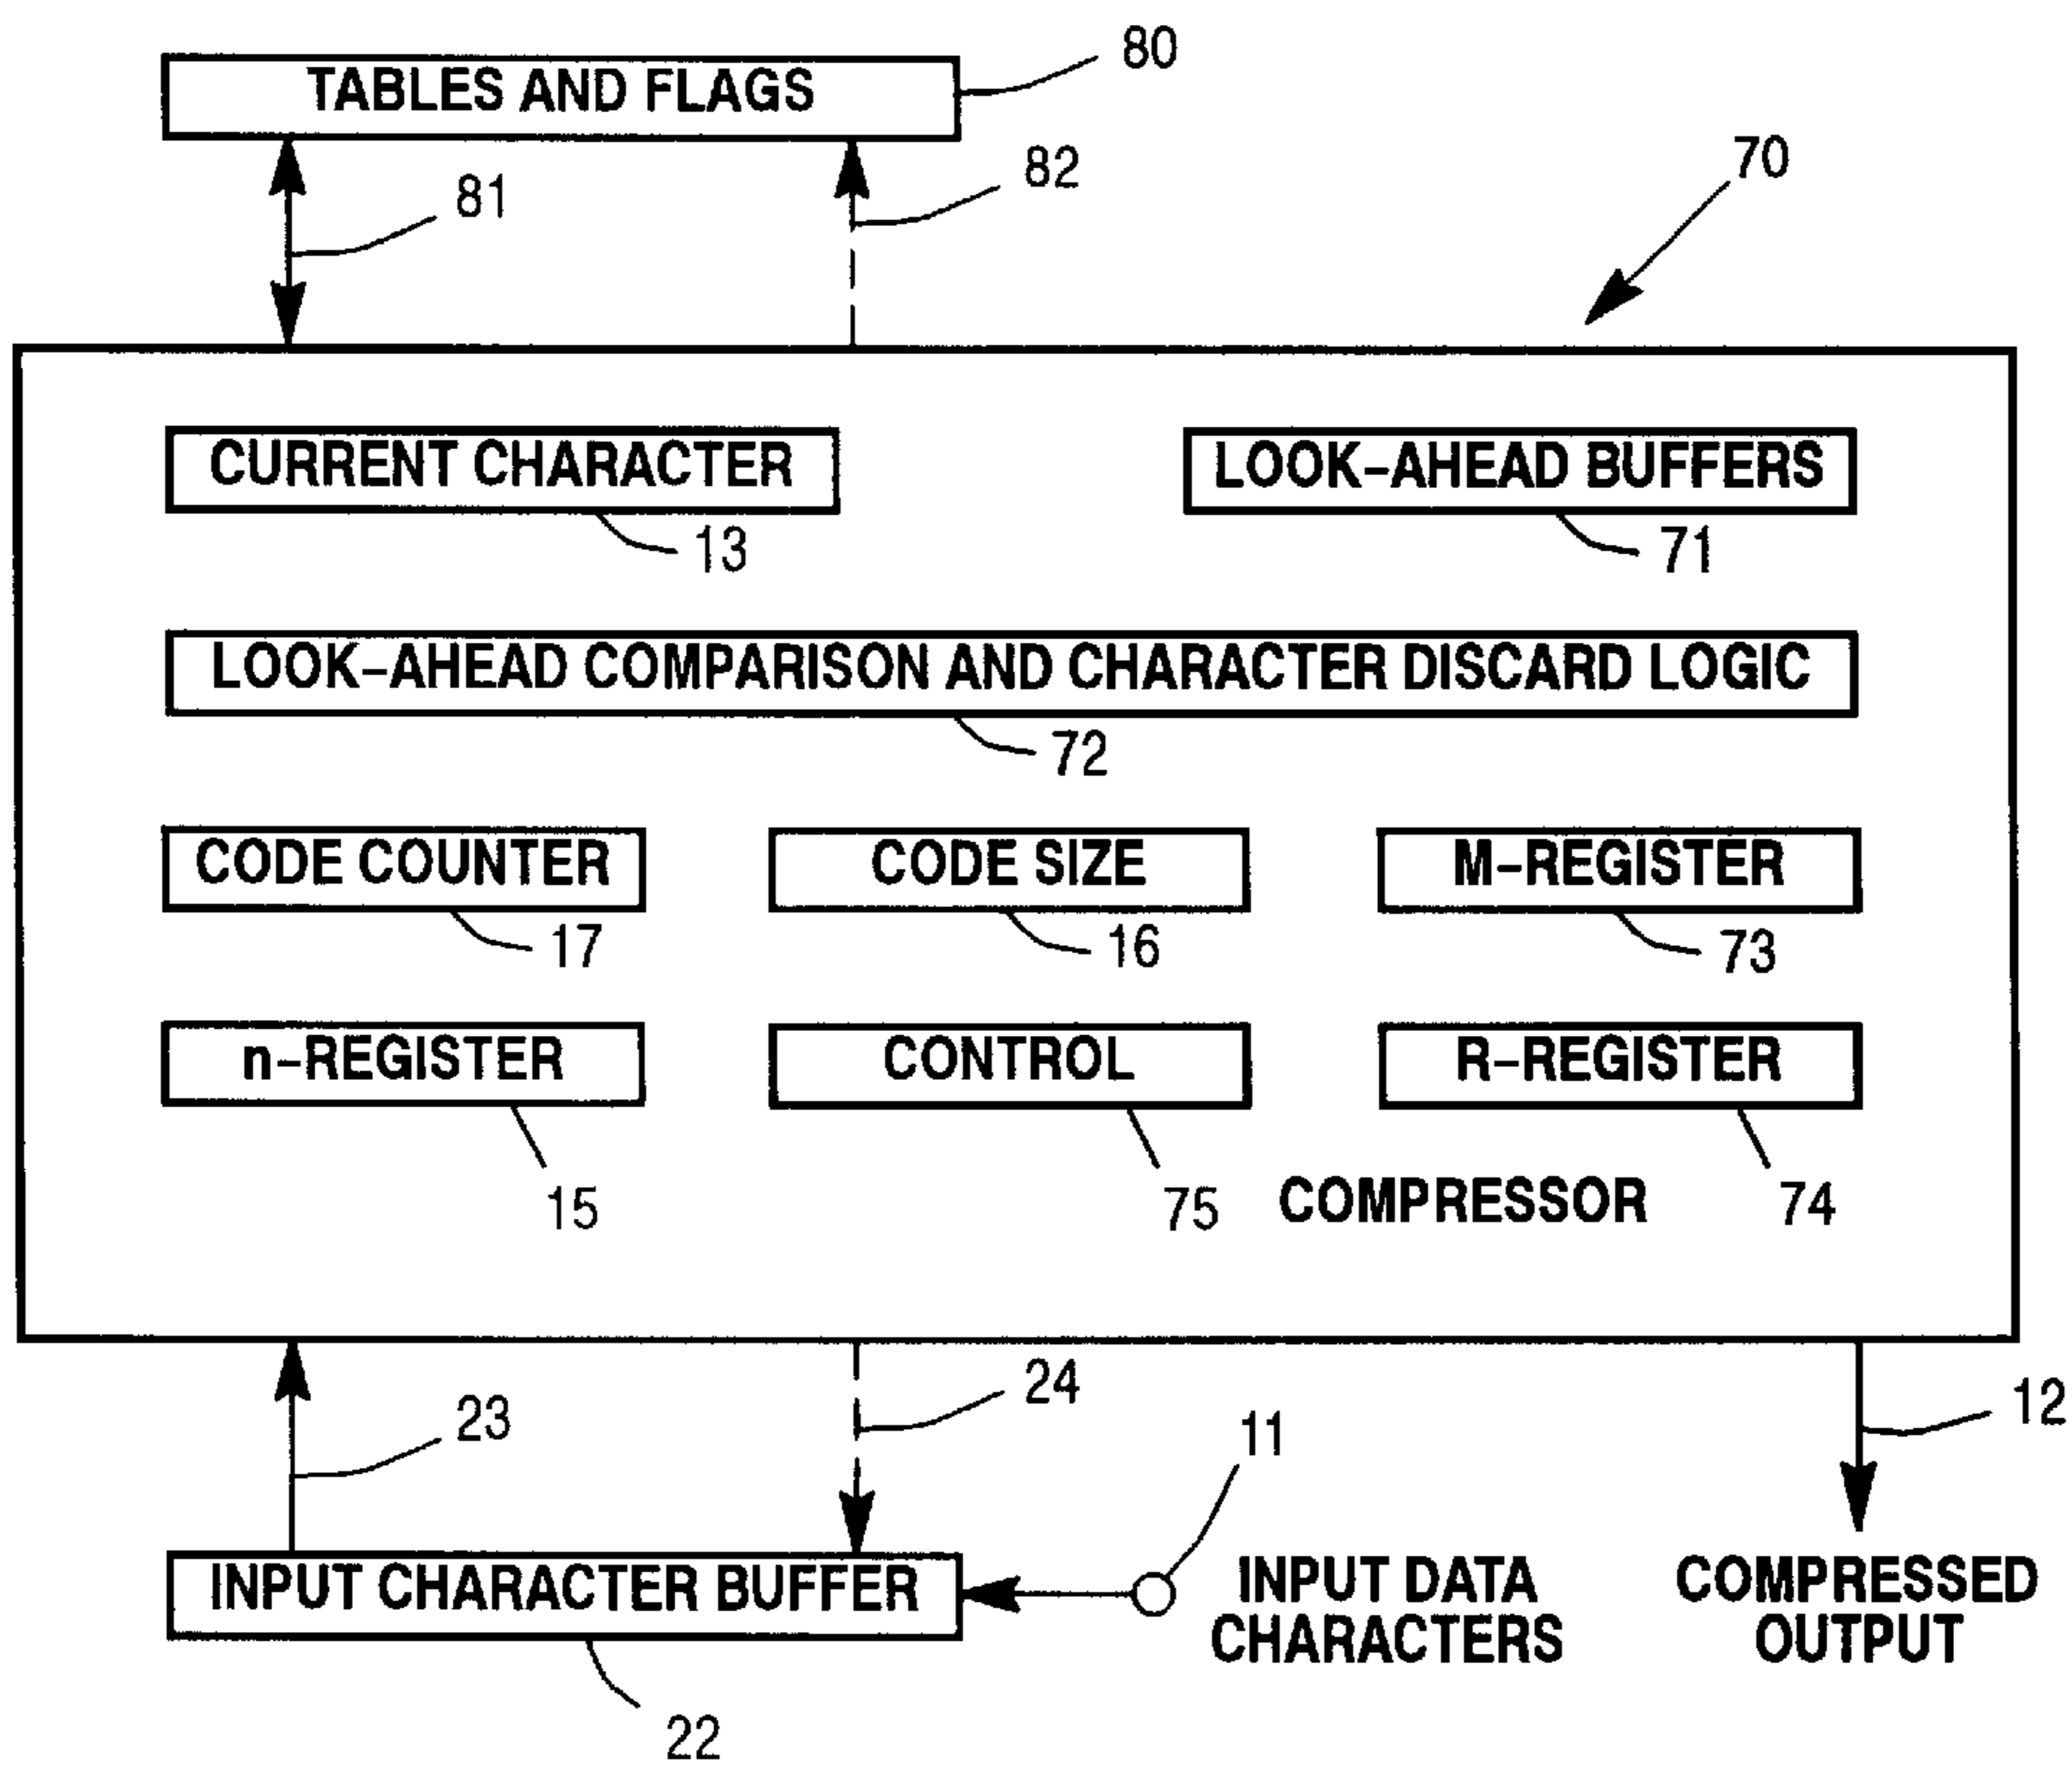 TABLES AND FLAGS
80
81
82
70
CURRENT CHARACTER
13
LOOK-AHEAD BUFFERS
71
LOOK-AHEAD COMPARISON AND CHARACTER DISCARD LOGIC
72
CODE COUNTER
17
CODE SIZE
16
M-REGISTER
73
n-REGISTER
15
CONTROL
75
R-REGISTER
74
COMPRESSOR
23
24
11
12
INPUT CHARACTER BUFFER
22
INPUT DATA
CHARACTERS
COMPRESSED
OUTPUT